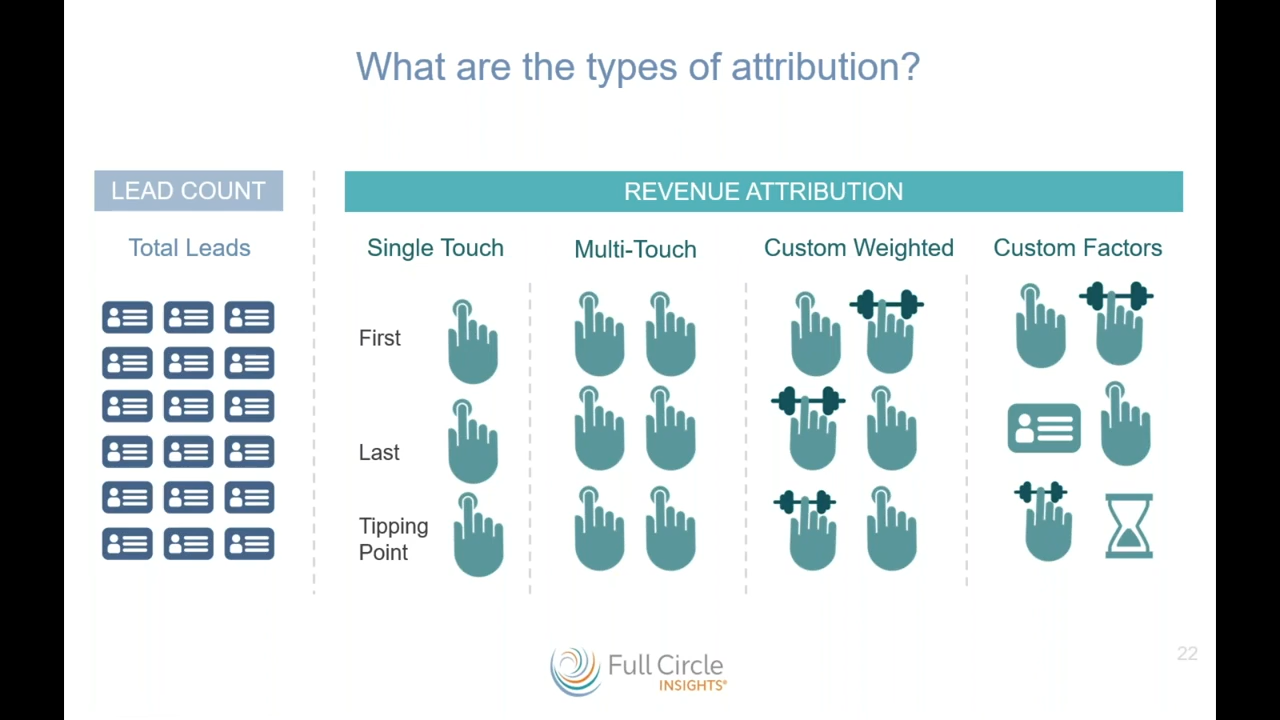 What are the types of attribution?
LEAD COUNT
REVENUE ATTRIBUTION
Total Leads
Single Touch
Multi-Touch
Custom Weighted
Custom Factors
First
Last
Tipping
Point
Full Circle
INSIGHTS®
22